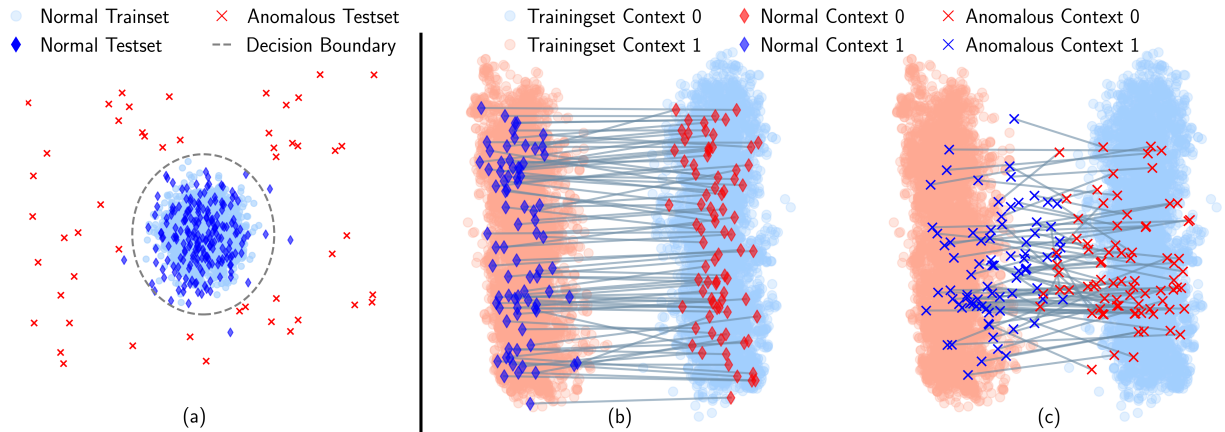 Normal Trainset
Anomalous Testset
Normal Testset
Decision Boundary
Trainingset Context 0
Normal Context 0
Anomalous Context 0
Trainingset Context 1
Normal Context 1
Anomalous Context 1
(a)
(b)
(c)